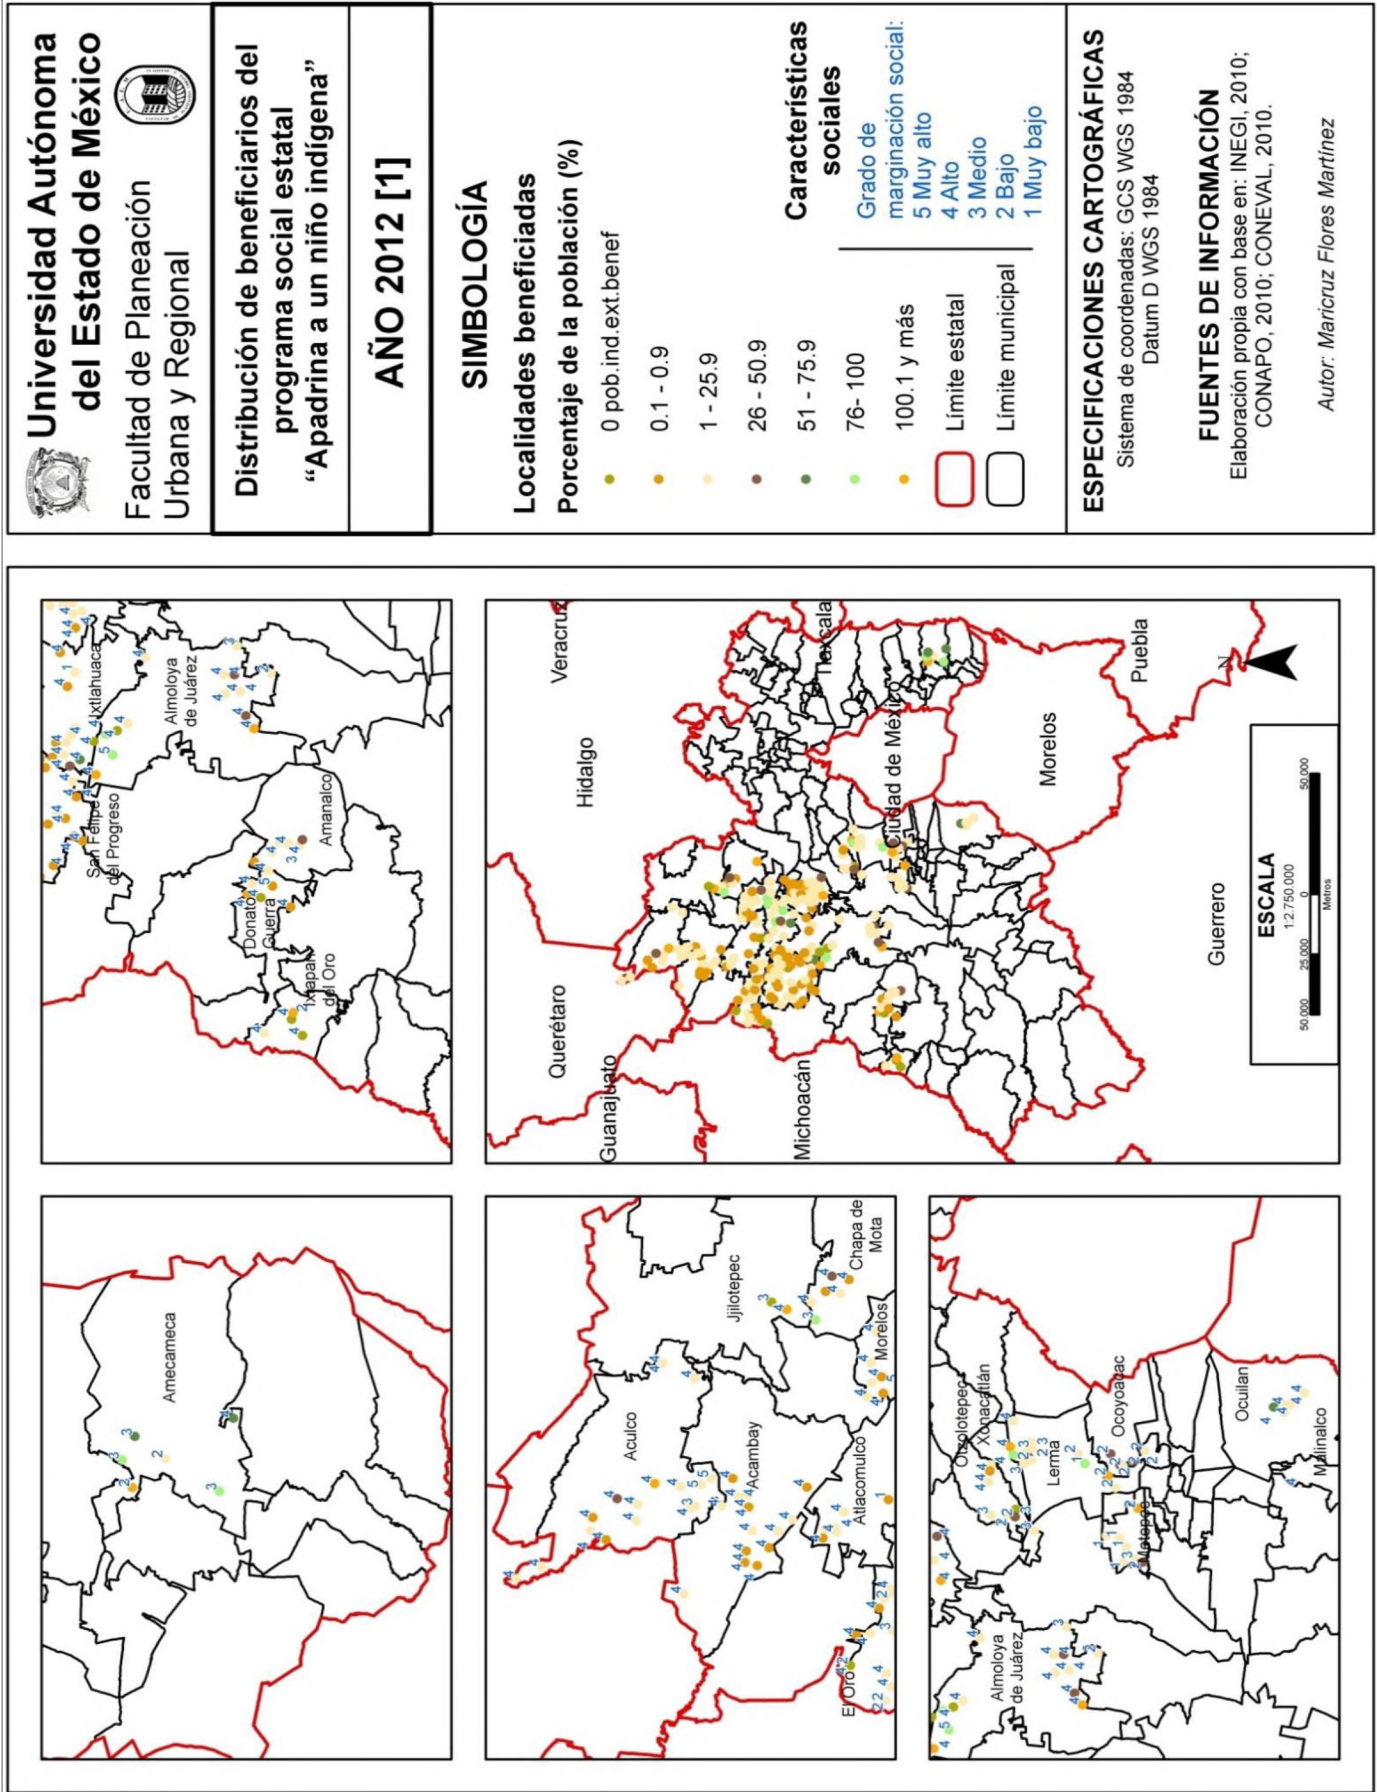 Universidad Autónoma
del Estado de México
Facultad de Planeación
Urbana y Regional
Distribución de beneficiarios del
programa social estatal
“Apadrina a un niño indígena”
AÑO 2012 [1]
SIMBOLOGÍA
Localidades beneficiadas
Porcentaje de la población (%)
0 pob.ind.ext.benef
0.1 - 0.9
1 - 25.9
26 - 50.9
51 - 75.9
76- 100
100.1 y más
Límite estatal
Límite municipal
Características
sociales
Grado de
marginación social:
5 Muy alto
4 Alto
3 Medio
2 Bajo
1 Muy bajo
ESPECIFICACIONES CARTOGRÁFICAS
Sistema de coordenadas: GCS WGS 1984
Datum D WGS 1984
FUENTES DE INFORMACIÓN
Elaboración propia con base en: INEGI, 2010;
CONAPO, 2010; CONEVAL, 2010.
Autor: Maricruz Flores Martínez
Amecameca
San Felipe
del Progreso
Ixtlahuaca
Almoloya
de Juárez
Donato
Guerra
Amanalco
Ixtapan
del Oro
Aculco
Jjilotepec
Acambay
Chapa de
Mota
Morelos
Atlacomulco
El Oro
Querétaro
Hidalgo
Veracruz
Guanajuato
Michoacán
Tlaxcala
Ciudad de México
Morelos
Puebla
Guerrero
N
ESCALA
1:2.750.000
50.000 25.000 0 50.000
Metros
Otzolotepec
Xonacatlán
Lerma
Almoloya
de Juárez
Metepec
Ocoyoacac
Ocuilan
Malinalco